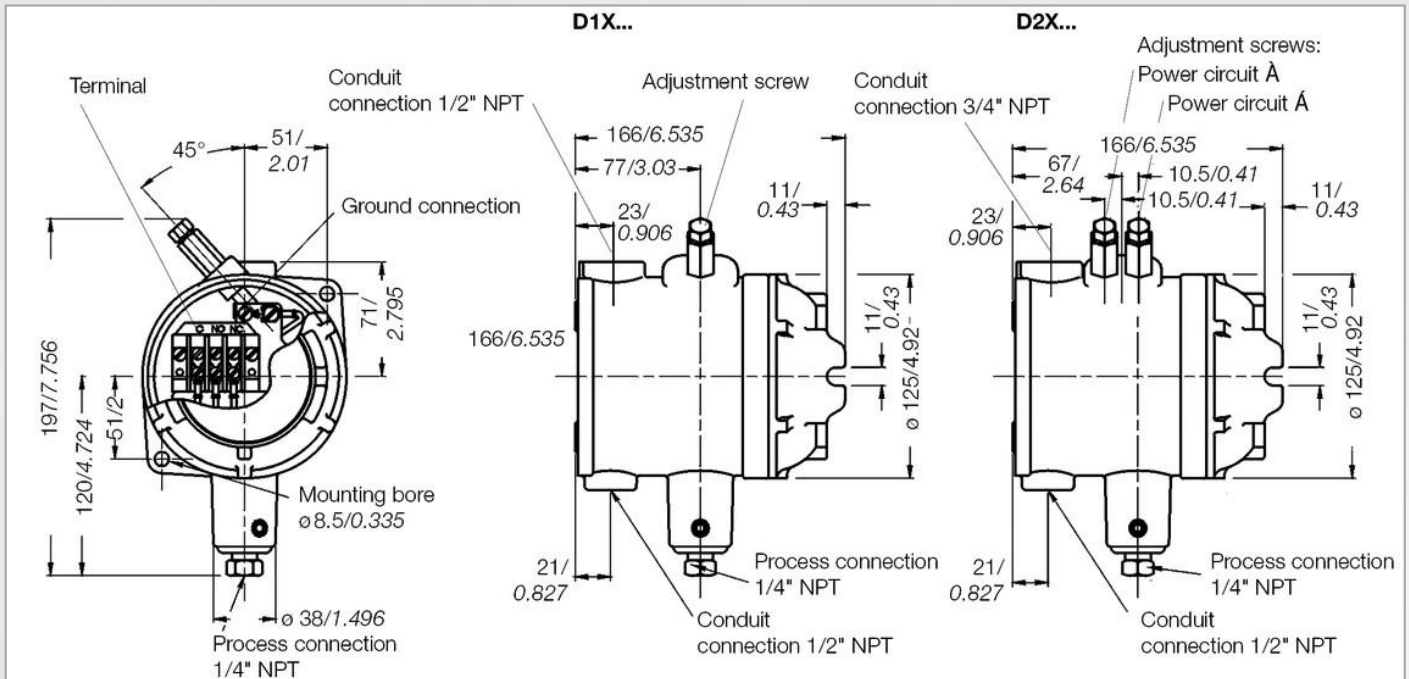 D1X...
D2X...
Terminal
45°
51/
2.01
Ground connection
197/7.756
120/4.724
51/2
71/
2.795
C NO NC
Mounting bore
ø 8.5/0.335
ø 38/1.496
Process connection
1/4" NPT
Conduit
connection 1/2" NPT
Adjustment screw
166/6.535
77/3.03
23/
0.906
11/
0.43
166/6.535
11/
0.43
ø 125/4.92
21/
0.827
Process connection
1/4" NPT
Conduit
connection 1/2" NPT
Conduit
connection 3/4" NPT
Adjustment screws:
Power circuit À
Power circuit Á
166/6.535
67/
2.64
10.5/0.41
10.5/0.41
11/
0.43
23/
0.906
11/
0.43
ø 125/4.92
21/
0.827
Process connection
1/4" NPT
Conduit
connection 1/2" NPT